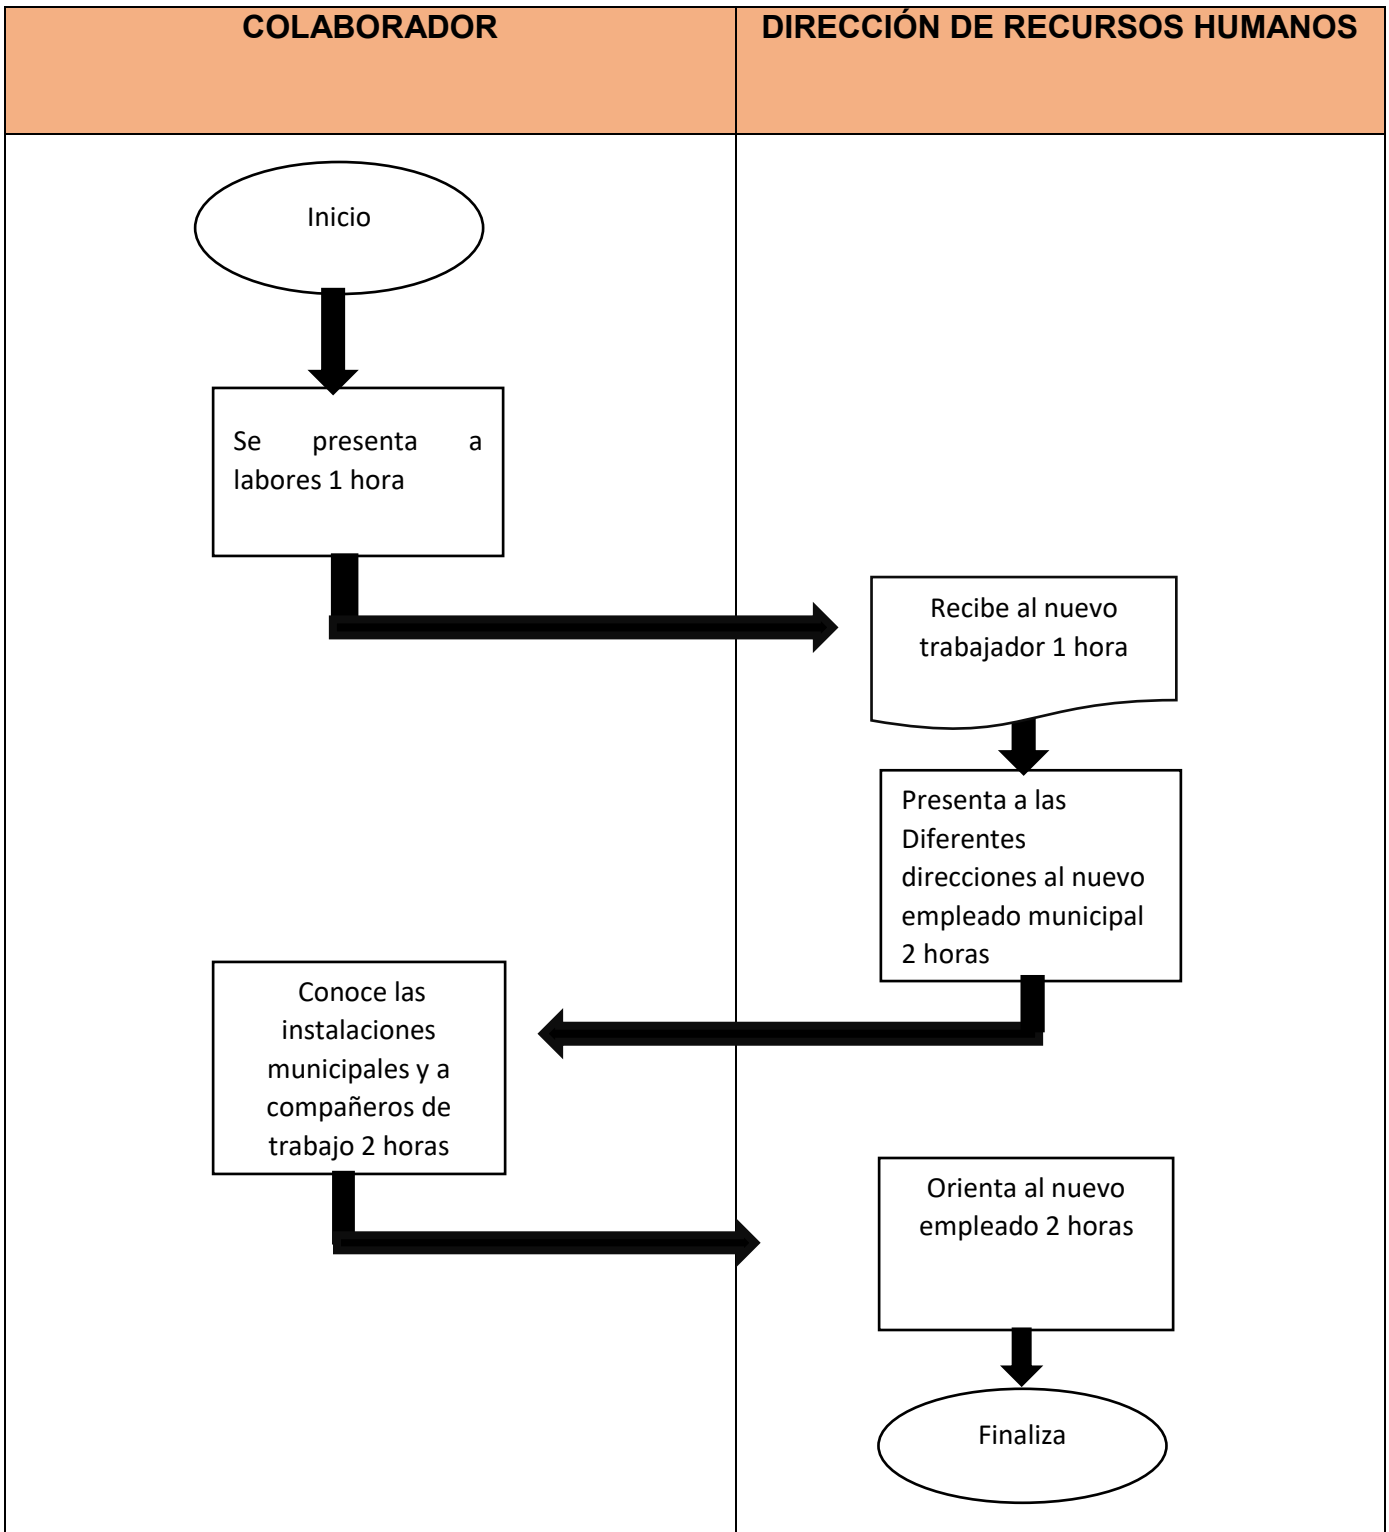 COLABORADOR
DIRECCIÓN DE RECURSOS HUMANOS
Inicio
Se presenta a
labores 1 hora
Recibe al nuevo
trabajador 1 hora
Presenta a las
Diferentes
direcciones al nuevo
empleado municipal
2 horas
Conoce las
instalaciones
municipales y a
compañeros de
trabajo 2 horas
Orienta al nuevo
empleado 2 horas
Finaliza